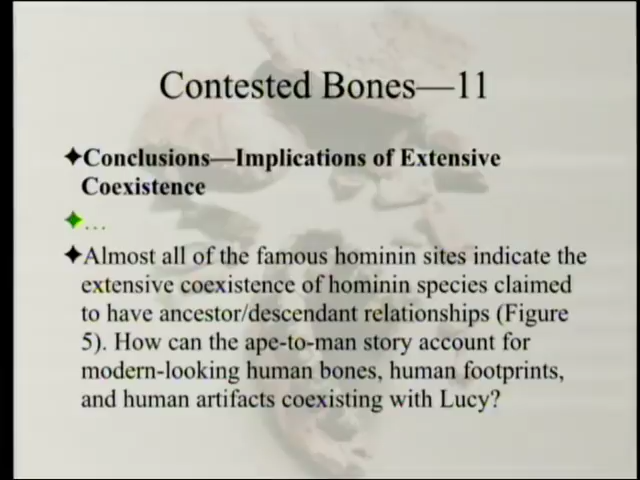 Contested Bones—11
✦Conclusions—Implications of Extensive
Coexistence
✦…
✦Almost all of the famous hominin sites indicate the
extensive coexistence of hominin species claimed
to have ancestor/descendant relationships (Figure
5). How can the ape-to-man story account for
modern-looking human bones, human footprints,
and human artifacts coexisting with Lucy?